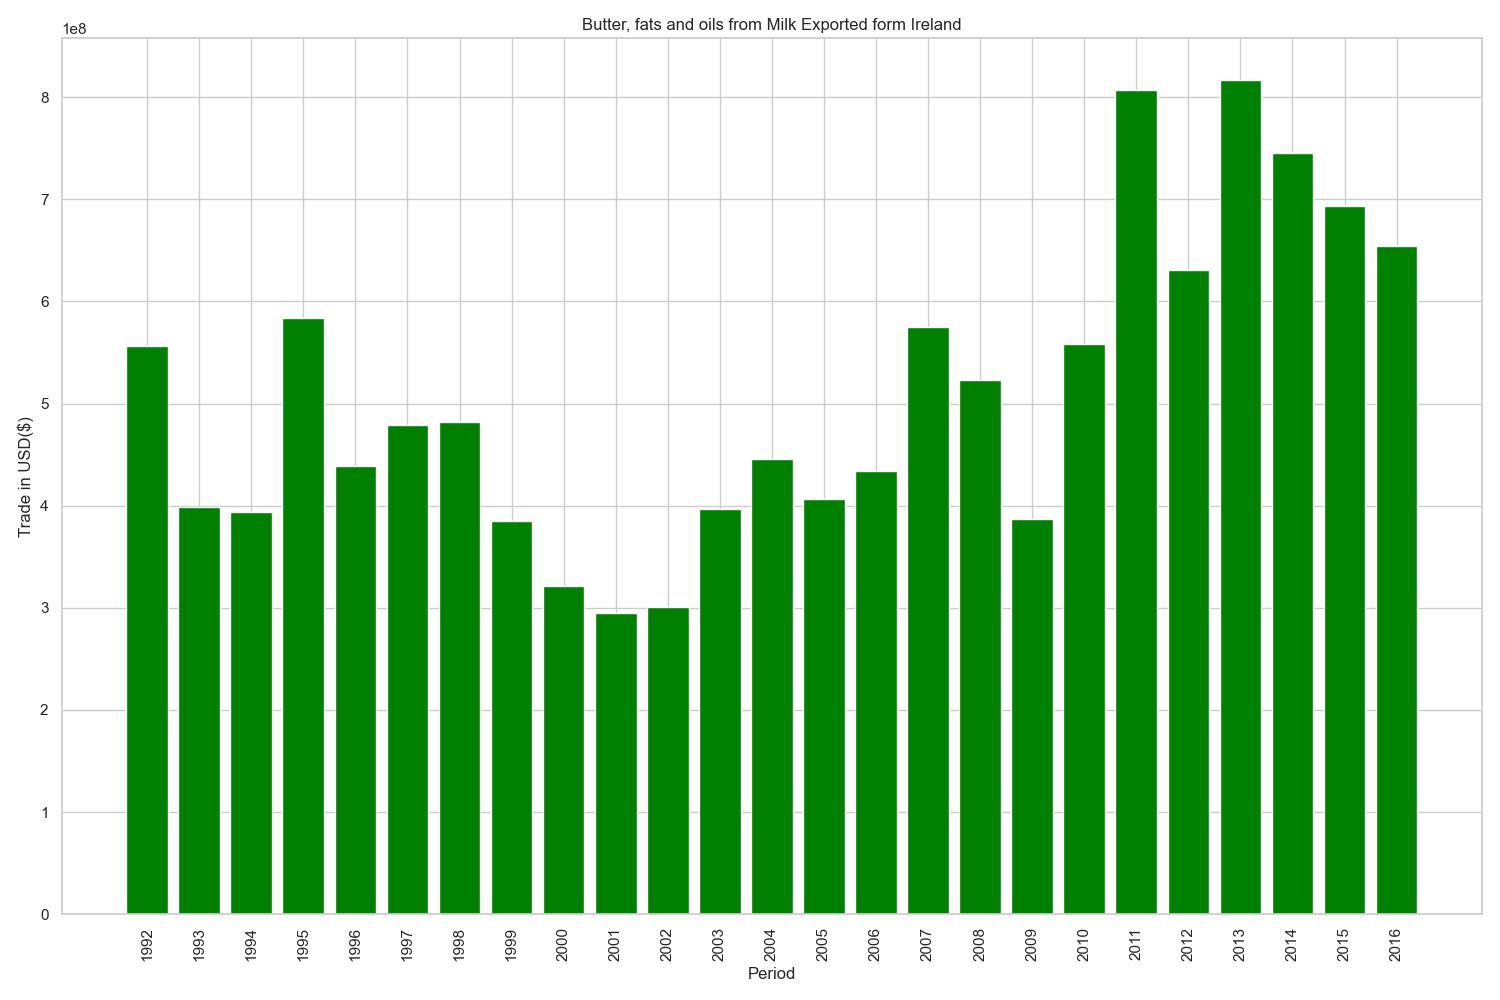 Butter, fats and oils from Milk Exported form Ireland
1e8
8
7
6
5
4
3
2
1
0
Trade in USD($)
1992 1993 1994 1995 1996 1997 1998 1999 2000 2001 2002 2003 2004 2005 2006 2007 2008 2009 2010 2011 2012 2013 2014 2015 2016
Period